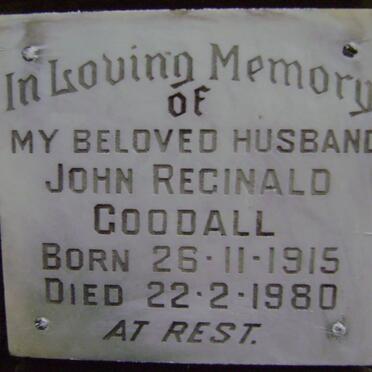 In Loving Memory
OF
MY BELOVED HUSBAND
JOHN REGINALD
GOODALL
BORN 26·11·1915
DIED 22·2·1980
AT REST.